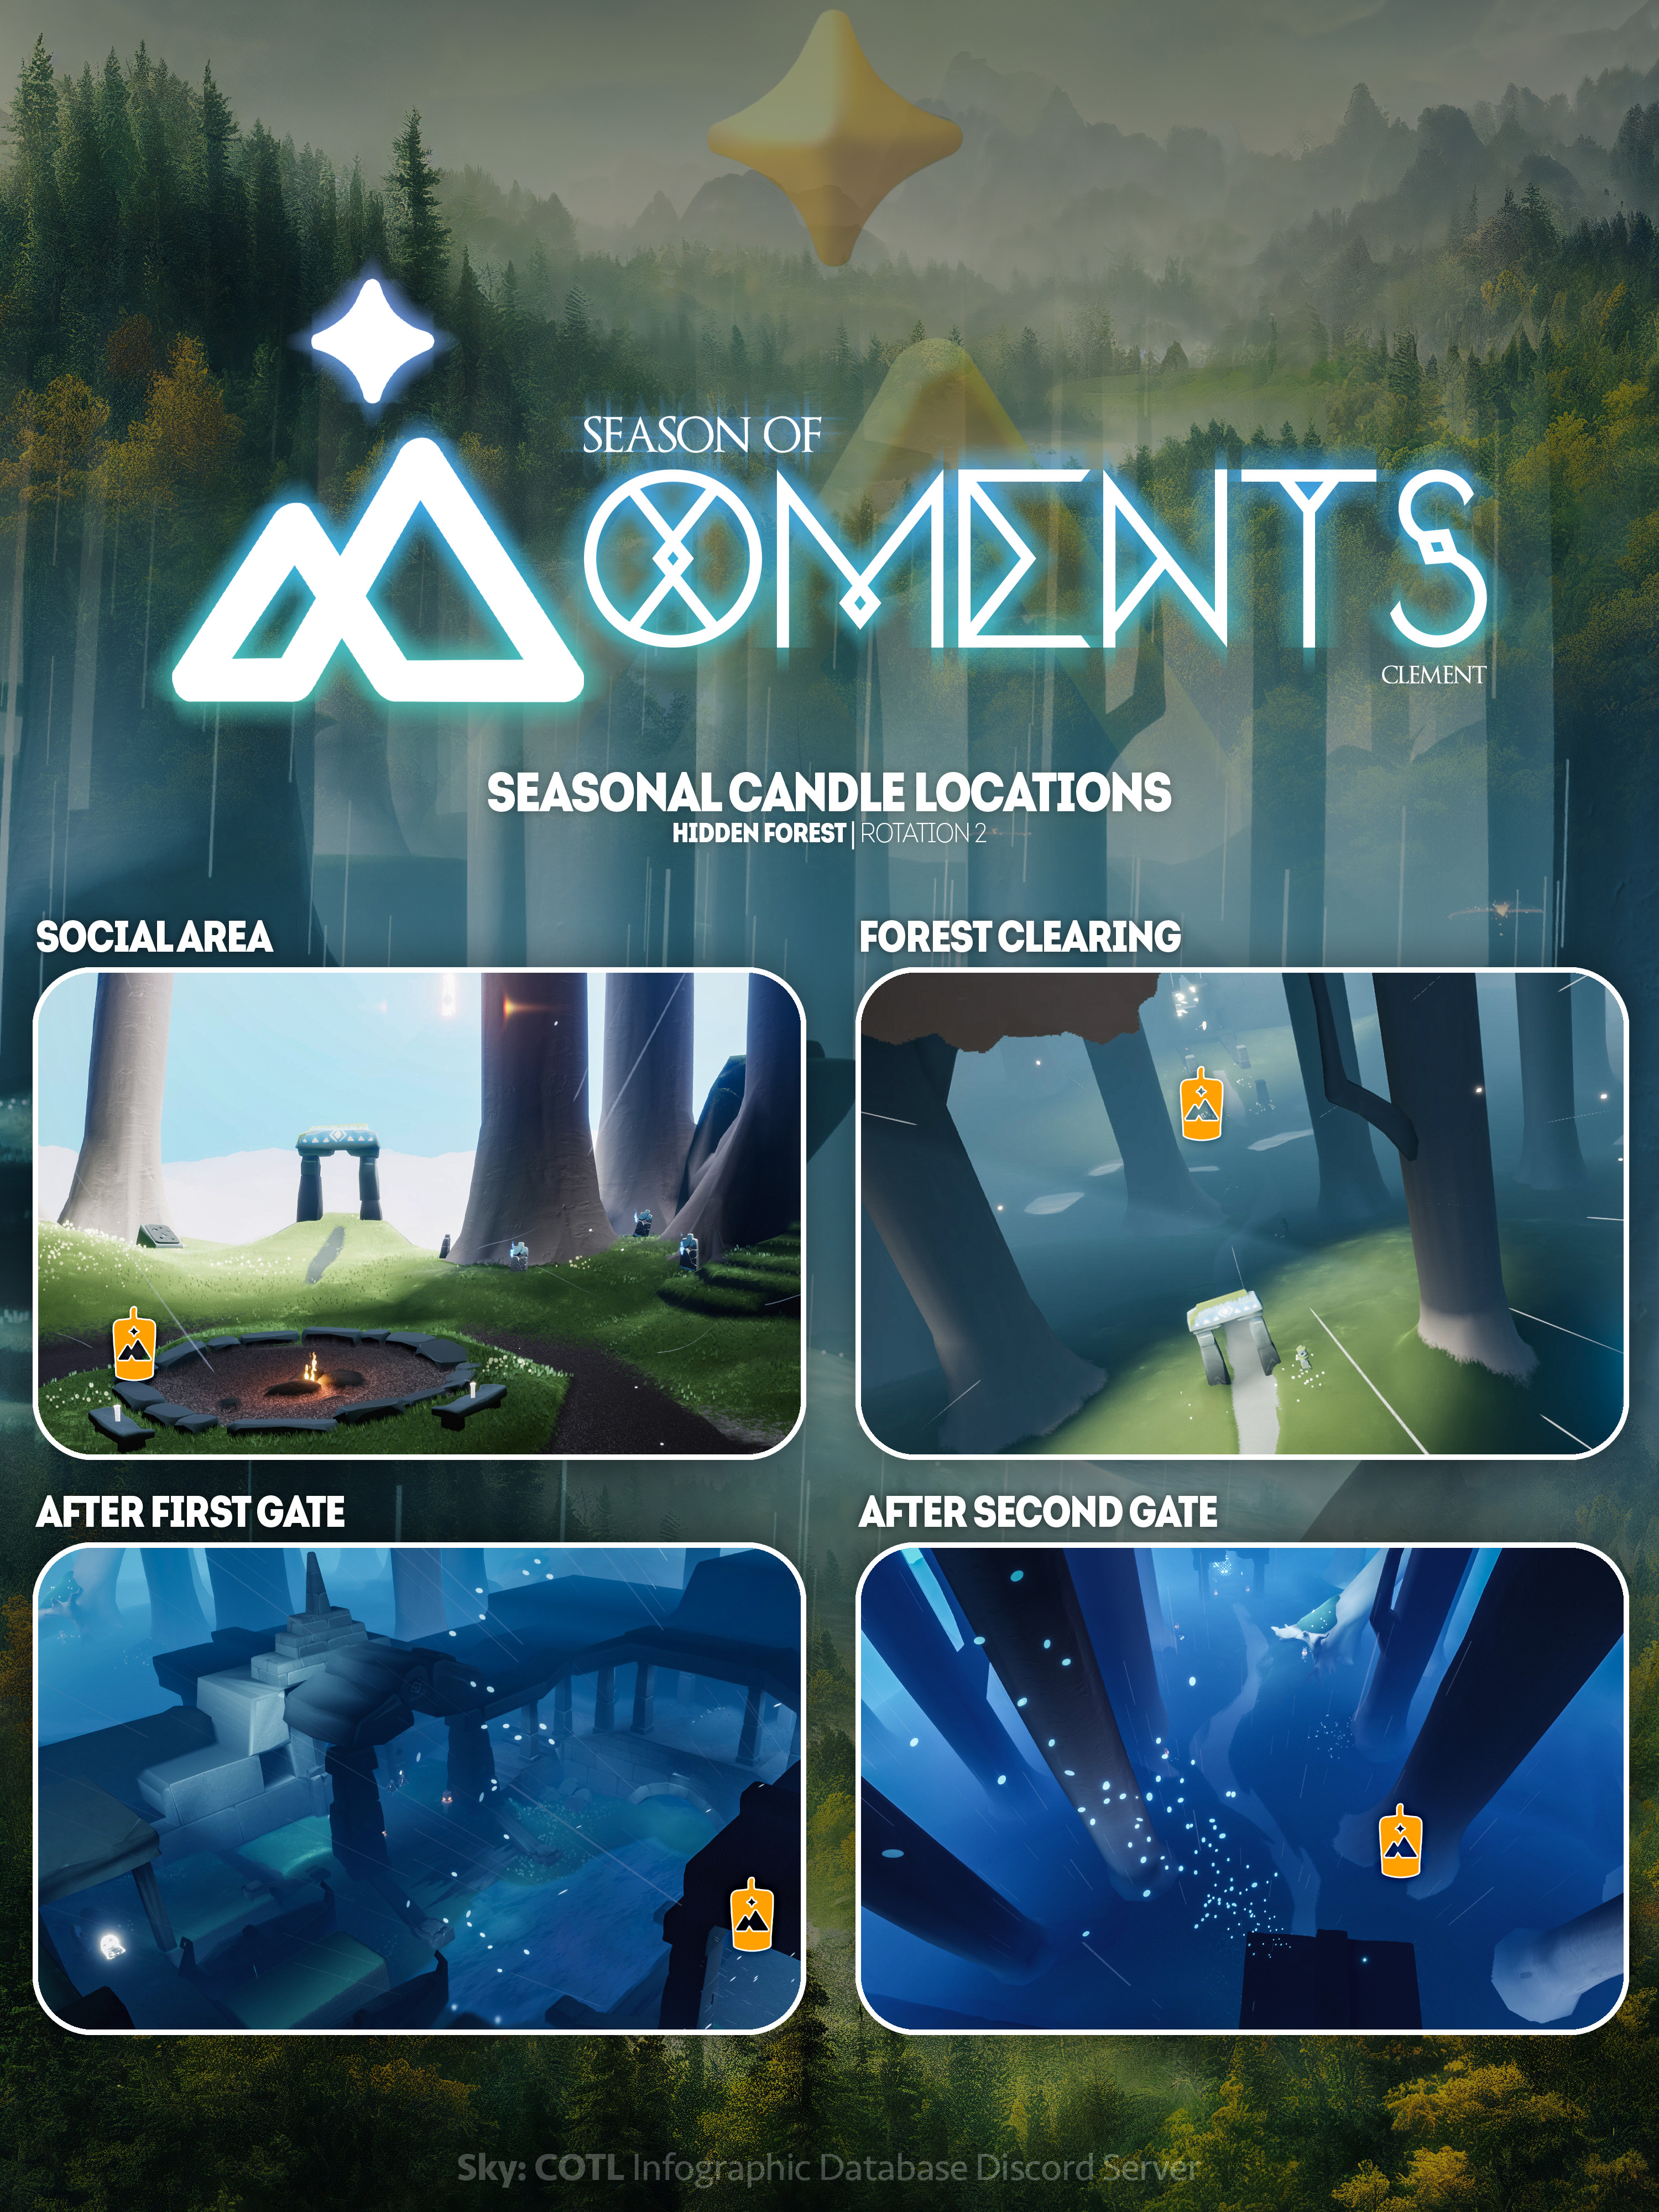 SEASON OF
MOMENTS
CLEMENT
SEASONAL CANDLE LOCATIONS
HIDDEN FOREST | ROTATION 2
SOCIAL AREA
FOREST CLEARING
AFTER FIRST GATE
AFTER SECOND GATE
Sky: COTL Infographic Database Discord Server